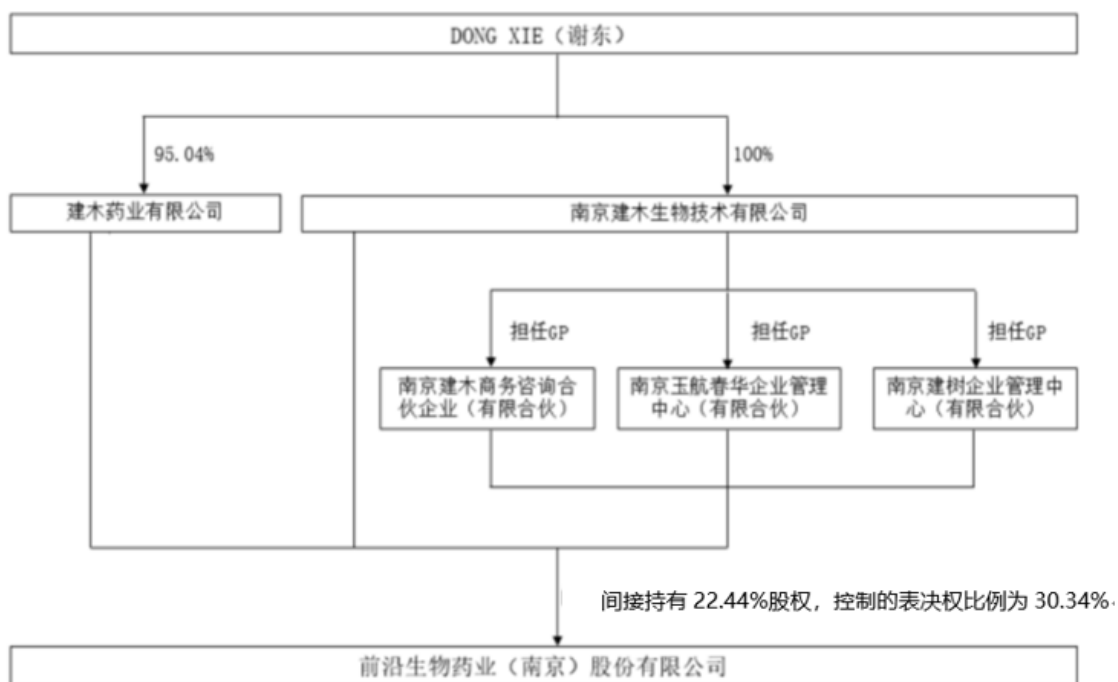 DONG XIE（谢东）
95.04%
100%
建木药业有限公司
南京建木生物技术有限公司
担任GP
担任GP
担任GP
南京建木商务咨询合
伙企业（有限合伙）
南京玉航春华企业管理
中心（有限合伙）
南京建树企业管理中
心（有限合伙）
间接持有 22.44%股权，控制的表决权比例为 30.34%
前沿生物药业（南京）股份有限公司